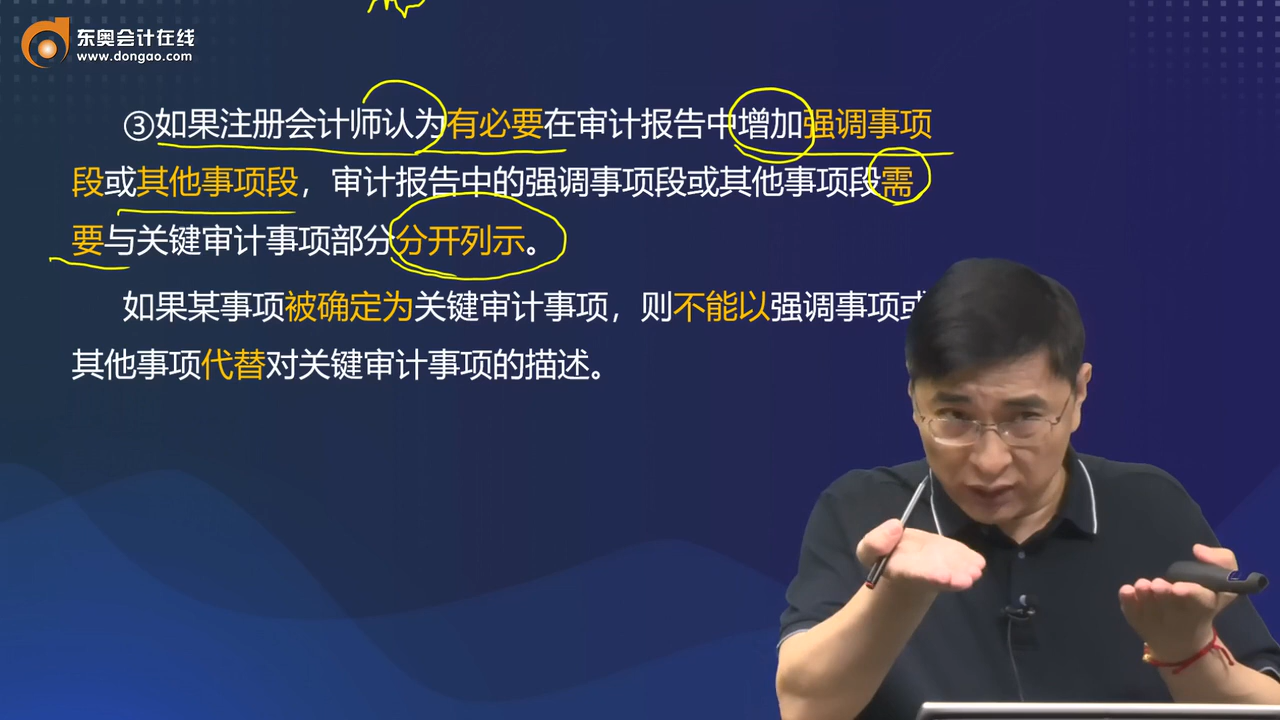 东奥会计在线
www.dongao.com
③如果注册会计师认为有必要在审计报告中增加强调事项
段或其他事项段，审计报告中的强调事项段或其他事项段需
要与关键审计事项部分分开列示。
如果某事项被确定为关键审计事项，则不能以强调事项或
其他事项代替对关键审计事项的描述。